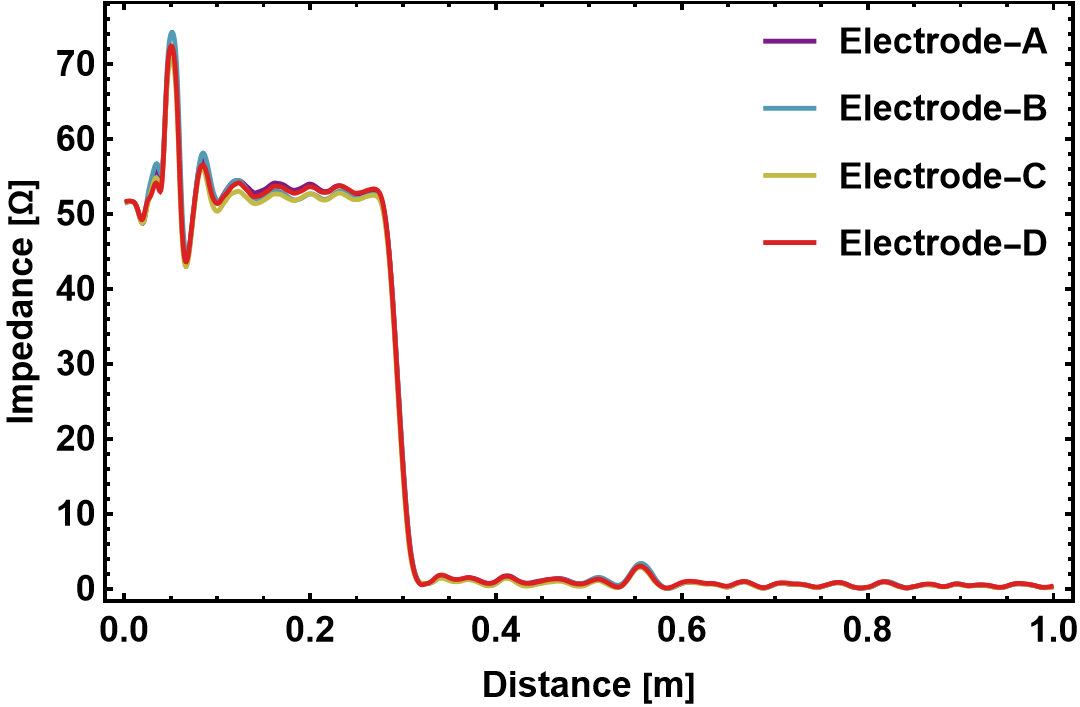 Electrode–A
Electrode–B
Electrode–C
Electrode–D
Impedance [Ω]
70
60
50
40
30
20
10
0
0.0 0.2 0.4 0.6 0.8 1.0
Distance [m]